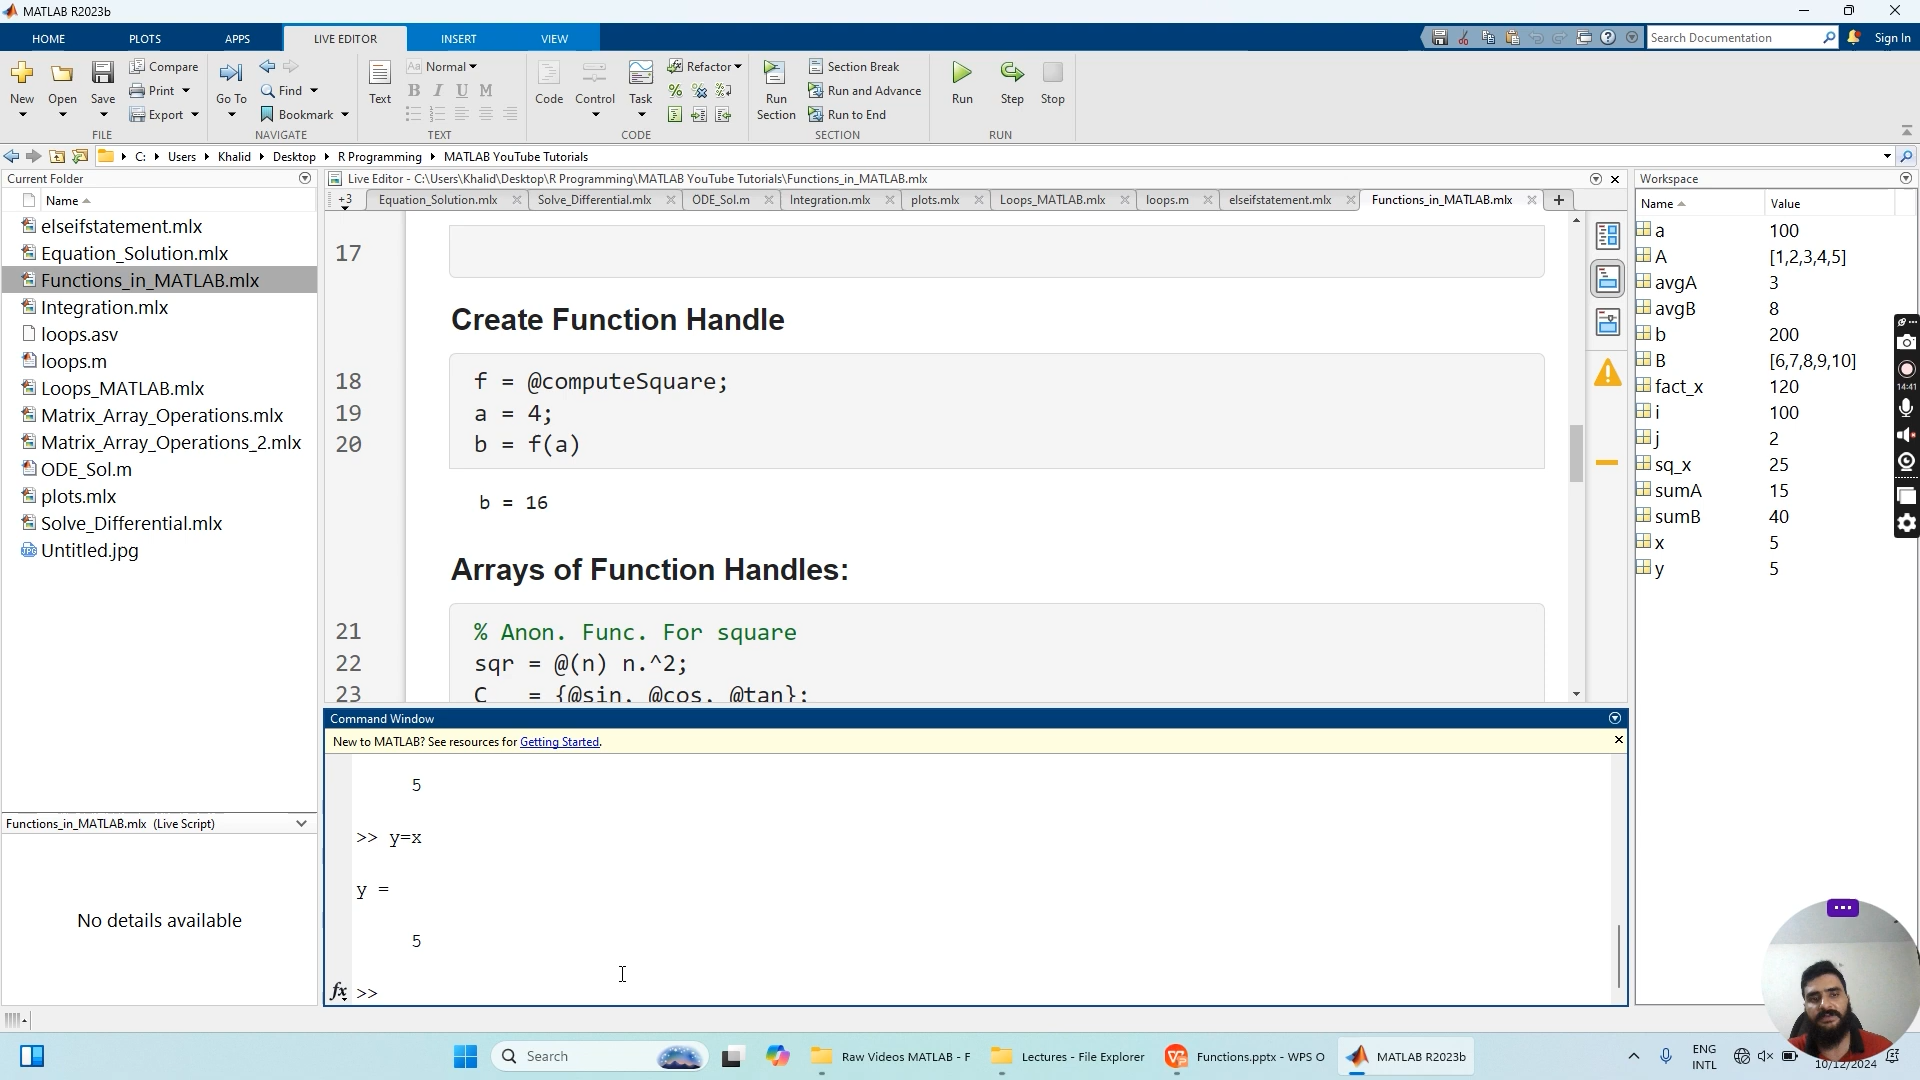 MATLAB R2023b
HOME PLOTS APPS LIVE EDITOR INSERT VIEW
Search Documentation Sign In
New Open Save Compare Print Export
Go To Find Bookmark
Text Aa Normal B I U M
Code Control Task Refactor
Run Section Section Break Run and Advance Run to End
Run Step Stop
FILE NAVIGATE TEXT CODE SECTION RUN
C: Users Khalid Desktop R Programming MATLAB YouTube Tutorials
Current Folder
Name
elseifstatement.mlx
Equation_Solution.mlx
Functions_in_MATLAB.mlx
Integration.mlx
loops.asv
loops.m
Loops_MATLAB.mlx
Matrix_Array_Operations.mlx
Matrix_Array_Operations_2.mlx
ODE_Sol.m
plots.mlx
Solve_Differential.mlx
Untitled.jpg
Functions_in_MATLAB.mlx (Live Script)
No details available
Live Editor - C:\Users\Khalid\Desktop\R Programming\MATLAB YouTube Tutorials\Functions_in_MATLAB.mlx
+3 Equation_Solution.mlx Solve_Differential.mlx ODE_Sol.m Integration.mlx plots.mlx Loops_MATLAB.mlx loops.m elseifstatement.mlx Functions_in_MATLAB.mlx +
17
Create Function Handle
18 f = @computeSquare;
19 a = 4;
20 b = f(a)
b = 16
Arrays of Function Handles:
21 % Anon. Func. For square
22 sqr = @(n) n.^2;
23 C = {@sin, @cos, @tan};
Command Window
New to MATLAB? See resources for Getting Started.
5
>> y=x
y =
5
fx >>
Workspace
Name Value
a 100
A [1,2,3,4,5]
avgA 3
avgB 8
b 200
B [6,7,8,9,10]
fact_x 120
i 100
j 2
sq_x 25
sumA 15
sumB 40
x 5
y 5
14:41
Search
Raw Videos MATLAB - F
Lectures - File Explorer
Functions.pptx - WPS O
MATLAB R2023b
ENG
INTL
10/12/2024